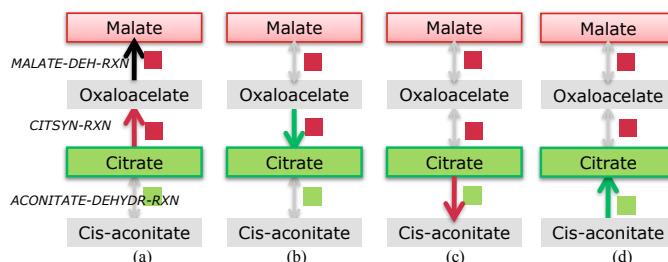 Malate Malate Malate Malate
MALATE-DEH-RXN
Oxaloacelate Oxaloacelate Oxaloacelate Oxaloacelate
CITSYN-RXN
Citrate Citrate Citrate Citrate
ACONITATE-DEHYDR-RXN
Cis-aconitate Cis-aconitate Cis-aconitate Cis-aconitate
(a) (b) (c) (d)